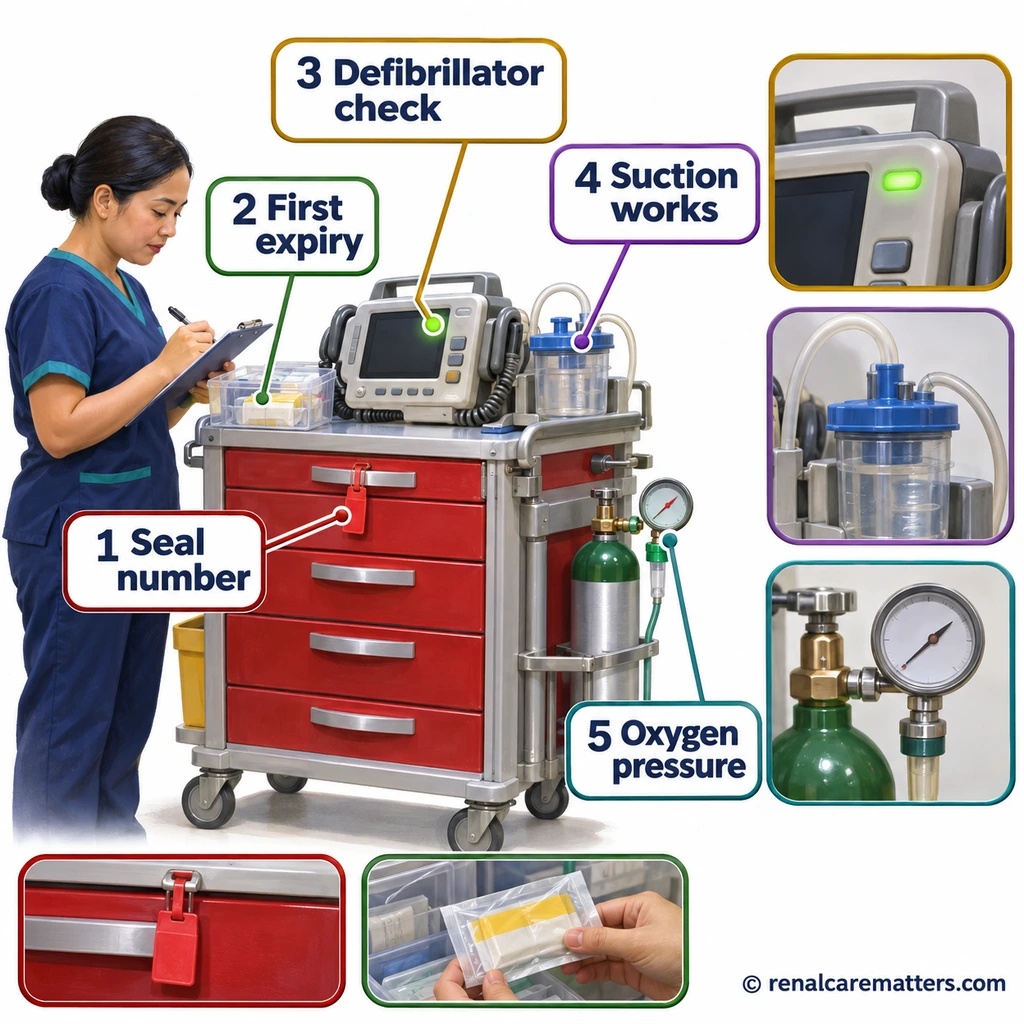 3 Defibrillator
check
4 Suction
works
2 First
expiry
1 Seal
number
5 Oxygen
pressure
© renalcarematters.com